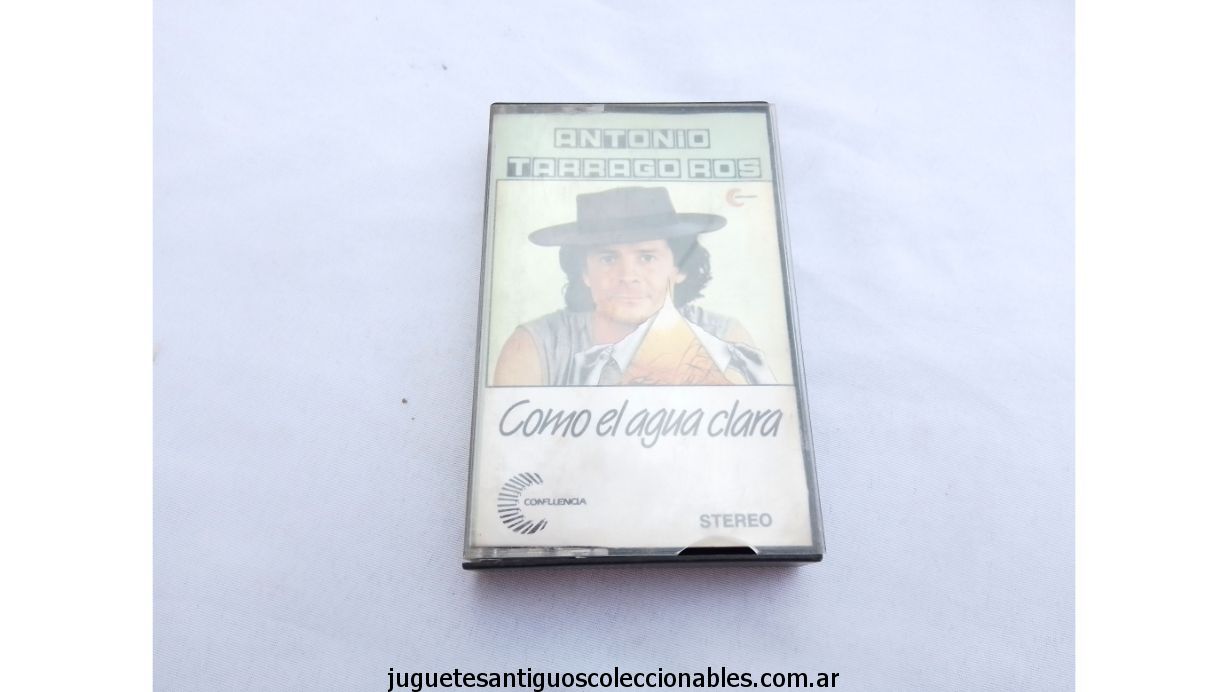 ANTONIO
TARRAGO ROS
Como el agua clara
CONFLUENCIA
STEREO
juguetesantiguoscoleccionables.com.ar